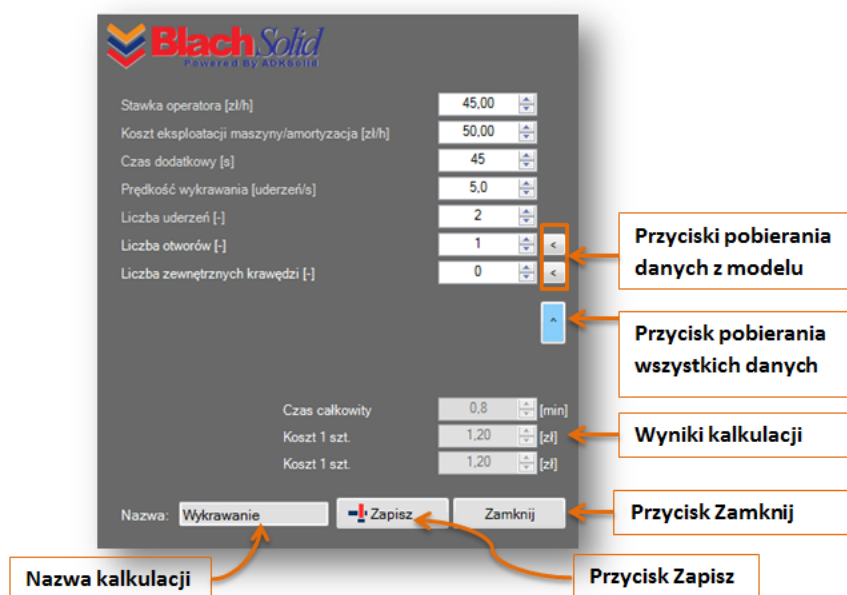 BlachSolid
Powered By ADKSolid
Stawka operatora [zł/h] 45,00
Koszt eksploatacji maszyny/amortyzacja [zł/h] 50,00
Czas dodatkowy [s] 45
Prędkość wykrawania [uderzeń/s] 5,0
Liczba uderzeń [-] 2
Liczba otworów [-] 1 <
Liczba zewnętrznych krawędzi [-] 0 <
^
Przyciski pobierania
danych z modelu
Przycisk pobierania
wszystkich danych
Czas całkowity 0,8 [min]
Koszt 1 szt. 1,20 [zł]
Koszt 1 szt. 1,20 [zł]
Wyniki kalkulacji
Nazwa: Wykrawanie Zapisz Zamknij
Przycisk Zamknij
Nazwa kalkulacji
Przycisk Zapisz